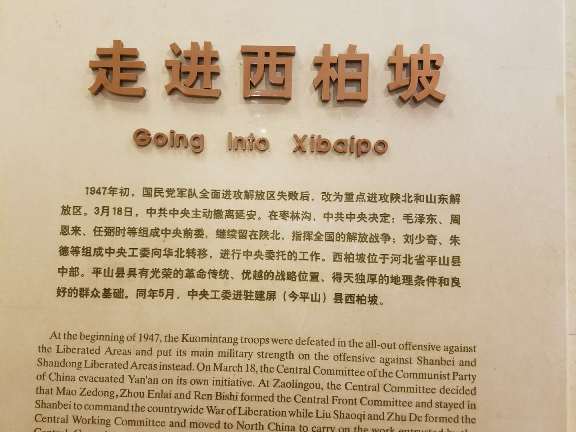 走进西柏坡
Going Into Xibaipo
1947年初，国民党军队全面进攻解放区失败后，改为重点进攻陕北和山东解
放区。3月18日，中共中央主动撤离延安。在枣林沟，中共中央决定：毛泽东、周
恩来、任弼时等组成中央前委，继续留在陕北，指挥全国的解放战争；刘少奇、朱
德等组成中央工委向华北转移，进行中央委托的工作。西柏坡位于河北省平山县
中部。平山县具有光荣的革命传统、优越的战略位置、得天独厚的地理条件和良
好的群众基础。同年5月，中央工委进驻建屏（今平山）县西柏坡。
At the beginning of 1947, the Kuomintang troops were defeated in the all-out offensive against
the Liberated Areas and put its main military strength on the offensive against Shanbei and
Shandong Liberated Areas instead. On March 18, the Central Committee of the Communist Party
of China evacuated Yan'an on its own initiative. At Zaolingou, the Central Committee decided
that Mao Zedong, Zhou Enlai and Ren Bishi formed the Central Front Committee and stayed in
Shanbei to command the countrywide War of Liberation while Liu Shaoqi and Zhu De formed the
Central Working Committee and moved to North China to carry on the work entrusted by the